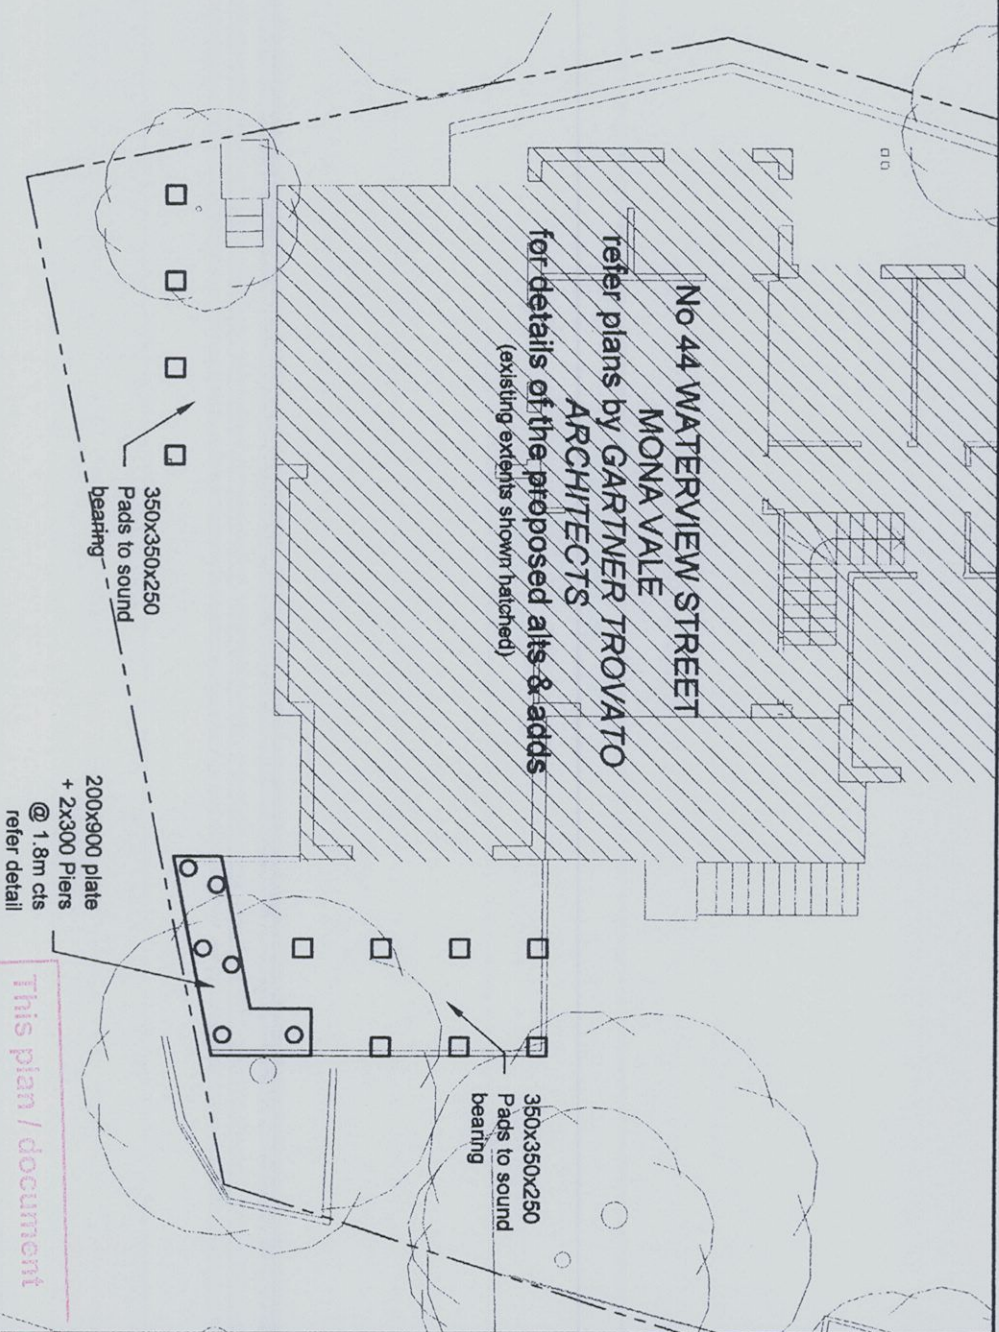 No 44 WATERVIEW STREET
MONA VALE
refer plans by GARTNER TROVATO
ARCHITECTS
for details of the proposed alts & adds
(existing extents shown hatched)
350x350x250
Pads to sound
bearing
200x900 plate
+ 2x300 Piers
@ 1.8m cts
refer detail
350x350x250
Pads to sound
bearing
This plan / document